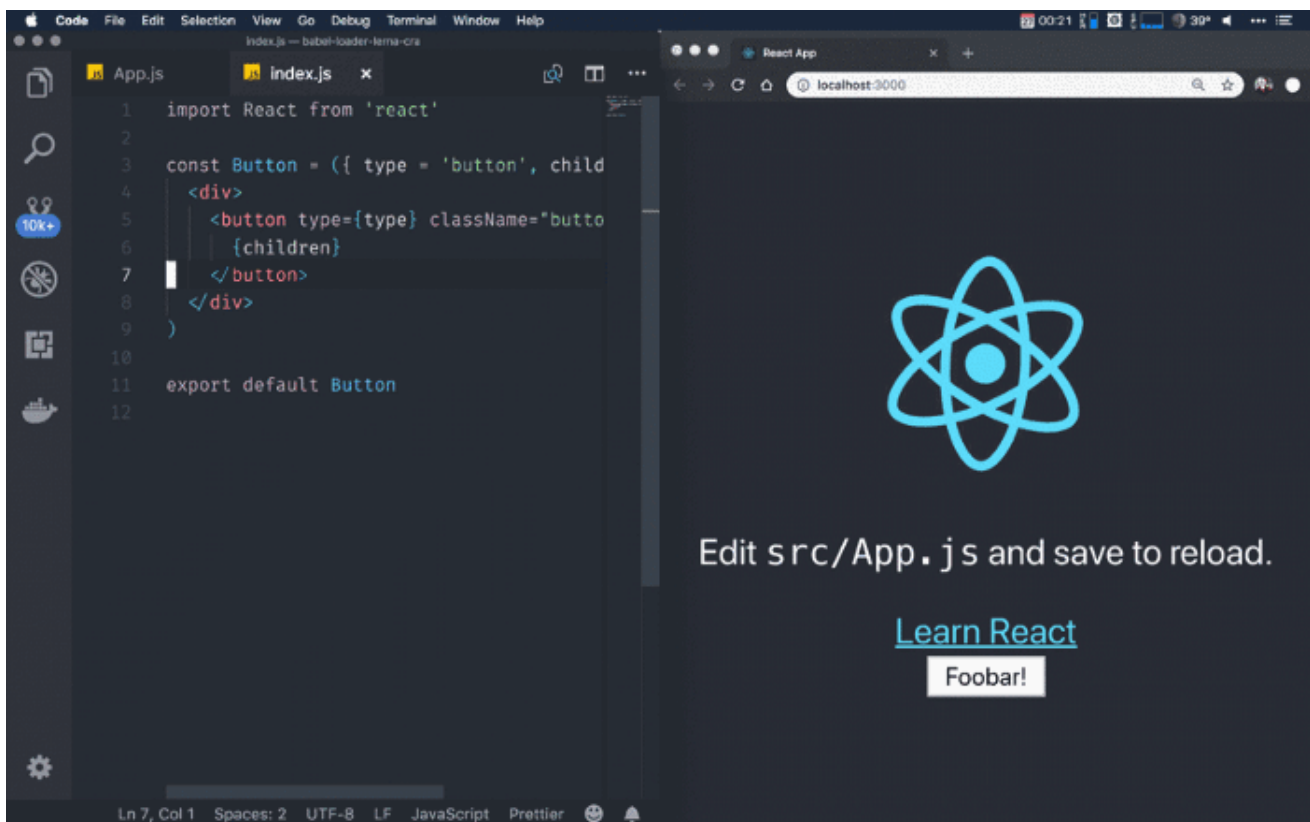 Code File Edit Selection View Go Debug Terminal Window Help
00:21 39°
index.js — babel-loader-lerna-cra
JS App.js JS index.js ×
1 import React from 'react'
2
3 const Button = ({ type = 'button', child
4 <div>
5 <button type={type} className="butto
6 {children}
7 </button>
8 </div>
9 )
10
11 export default Button
12
10k+
Ln 7, Col 1 Spaces: 2 UTF-8 LF JavaScript Prettier
React App × +
localhost:3000
Edit src/App.js and save to reload.
Learn React
Foobar!